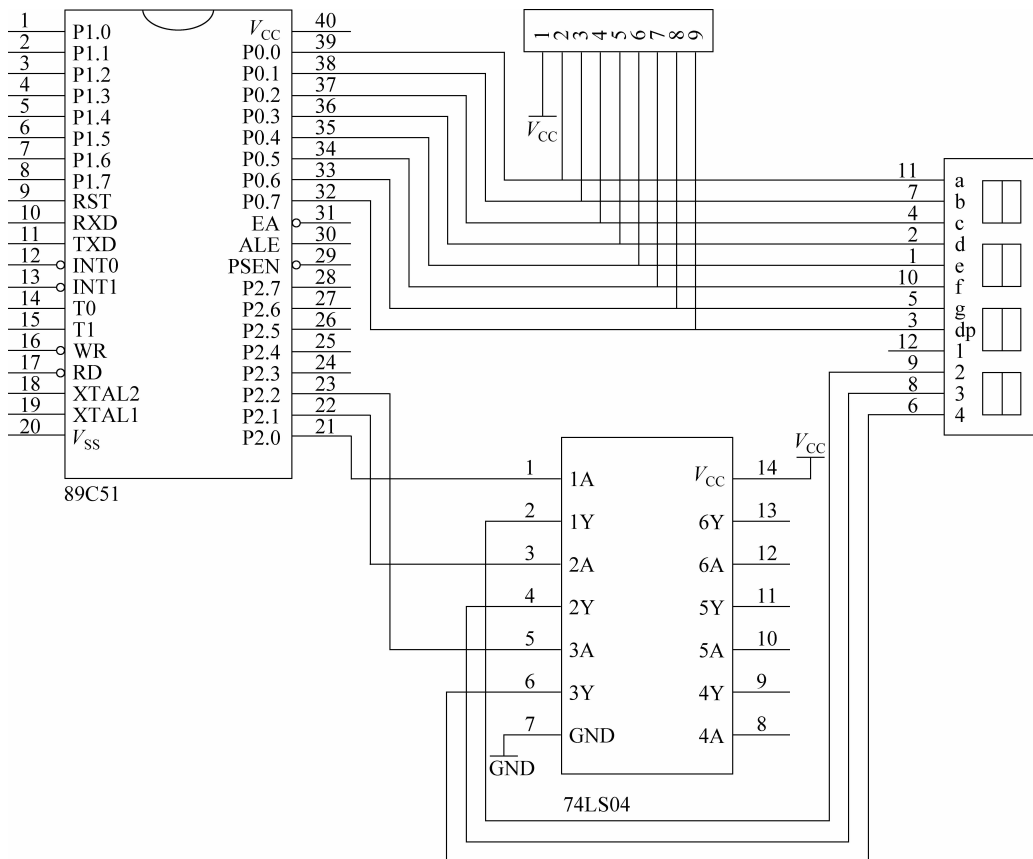 1 P1.0 V_CC 40
2 P1.1 P0.0 39
3 P1.2 P0.1 38
4 P1.3 P0.2 37
5 P1.4 P0.3 36
6 P1.5 P0.4 35
7 P1.6 P0.5 34
8 P1.7 P0.6 33
9 RST P0.7 32
10 RXD EA 31
11 TXD ALE 30
12 INT0 PSEN 29
13 INT1 P2.7 28
14 T0 P2.6 27
15 T1 P2.5 26
16 WR P2.4 25
17 RD P2.3 24
18 XTAL2 P2.2 23
19 XTAL1 P2.1 22
20 V_SS P2.0 21
89C51
1 2 3 4 5 6 7 8 9
V_CC
11 a
7 b
4 c
2 d
1 e
10 f
5 g
3 dp
12 1
9 2
8 3
6 4
V_CC
1 1A V_CC 14
2 1Y 6Y 13
3 2A 6A 12
4 2Y 5Y 11
5 3A 5A 10
6 3Y 4Y 9
7 GND 4A 8
GND
74LS04